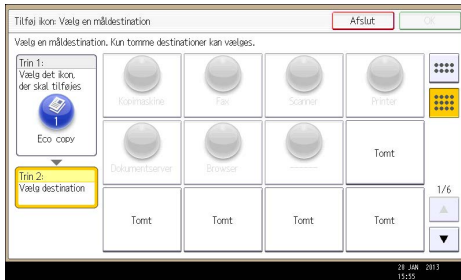 Tilføj ikon: Vælg en måldestination
Afslut
OK
Vælg en måldestination. Kun tomme destinationer kan vælges.
Trin 1:
Vælg det ikon,
der skal tilføjes
1
Eco copy
Trin 2:
Vælg destination
Kopimaskine
Fax
Scanner
Printer
Dokumentserver
Browser
Tomt
Tomt
Tomt
Tomt
Tomt
1/6
28 JAN 2013
15:55